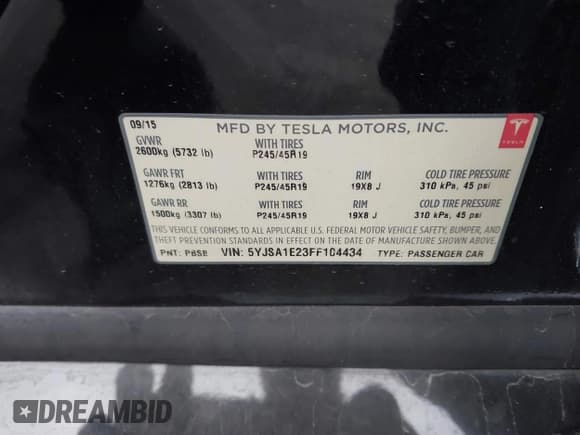 09/15 MFD BY TESLA MOTORS, INC.
GVWR WITH TIRES
2600kg (5732 lb) P245/45R19
TESLA
GAWR FRT WITH TIRES RIM COLD TIRE PRESSURE
1276kg (2813 lb) P245/45R19 19X8 J 310 kPa, 45 psi
GAWR RR WITH TIRES RIM COLD TIRE PRESSURE
1500kg (3307 lb) P245/45R19 19X8 J 310 kPa, 45 psi
THIS VEHICLE CONFORMS TO ALL APPLICABLE U.S. FEDERAL MOTOR VEHICLE SAFETY, BUMPER, AND
THEFT PREVENTION STANDARDS IN EFFECT ON THE DATE OF MANUFACTURE SHOWN ABOVE.
PNT: PBSB VIN: 5YJSA1E23FF104434 TYPE: PASSENGER CAR
DREAMBID